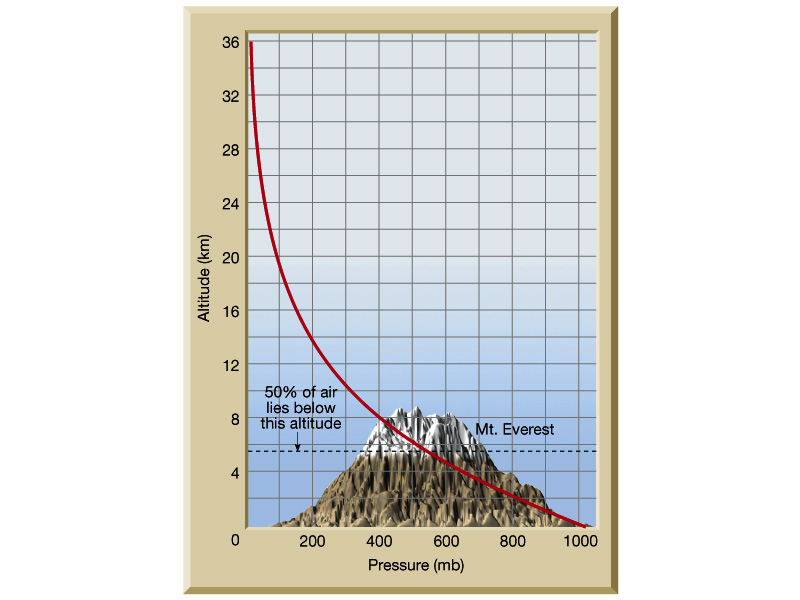 36
32
28
24
20
16
12
8
4
0
Altitude (km)
50% of air
lies below
this altitude
Mt. Everest
200 400 600 800 1000
Pressure (mb)